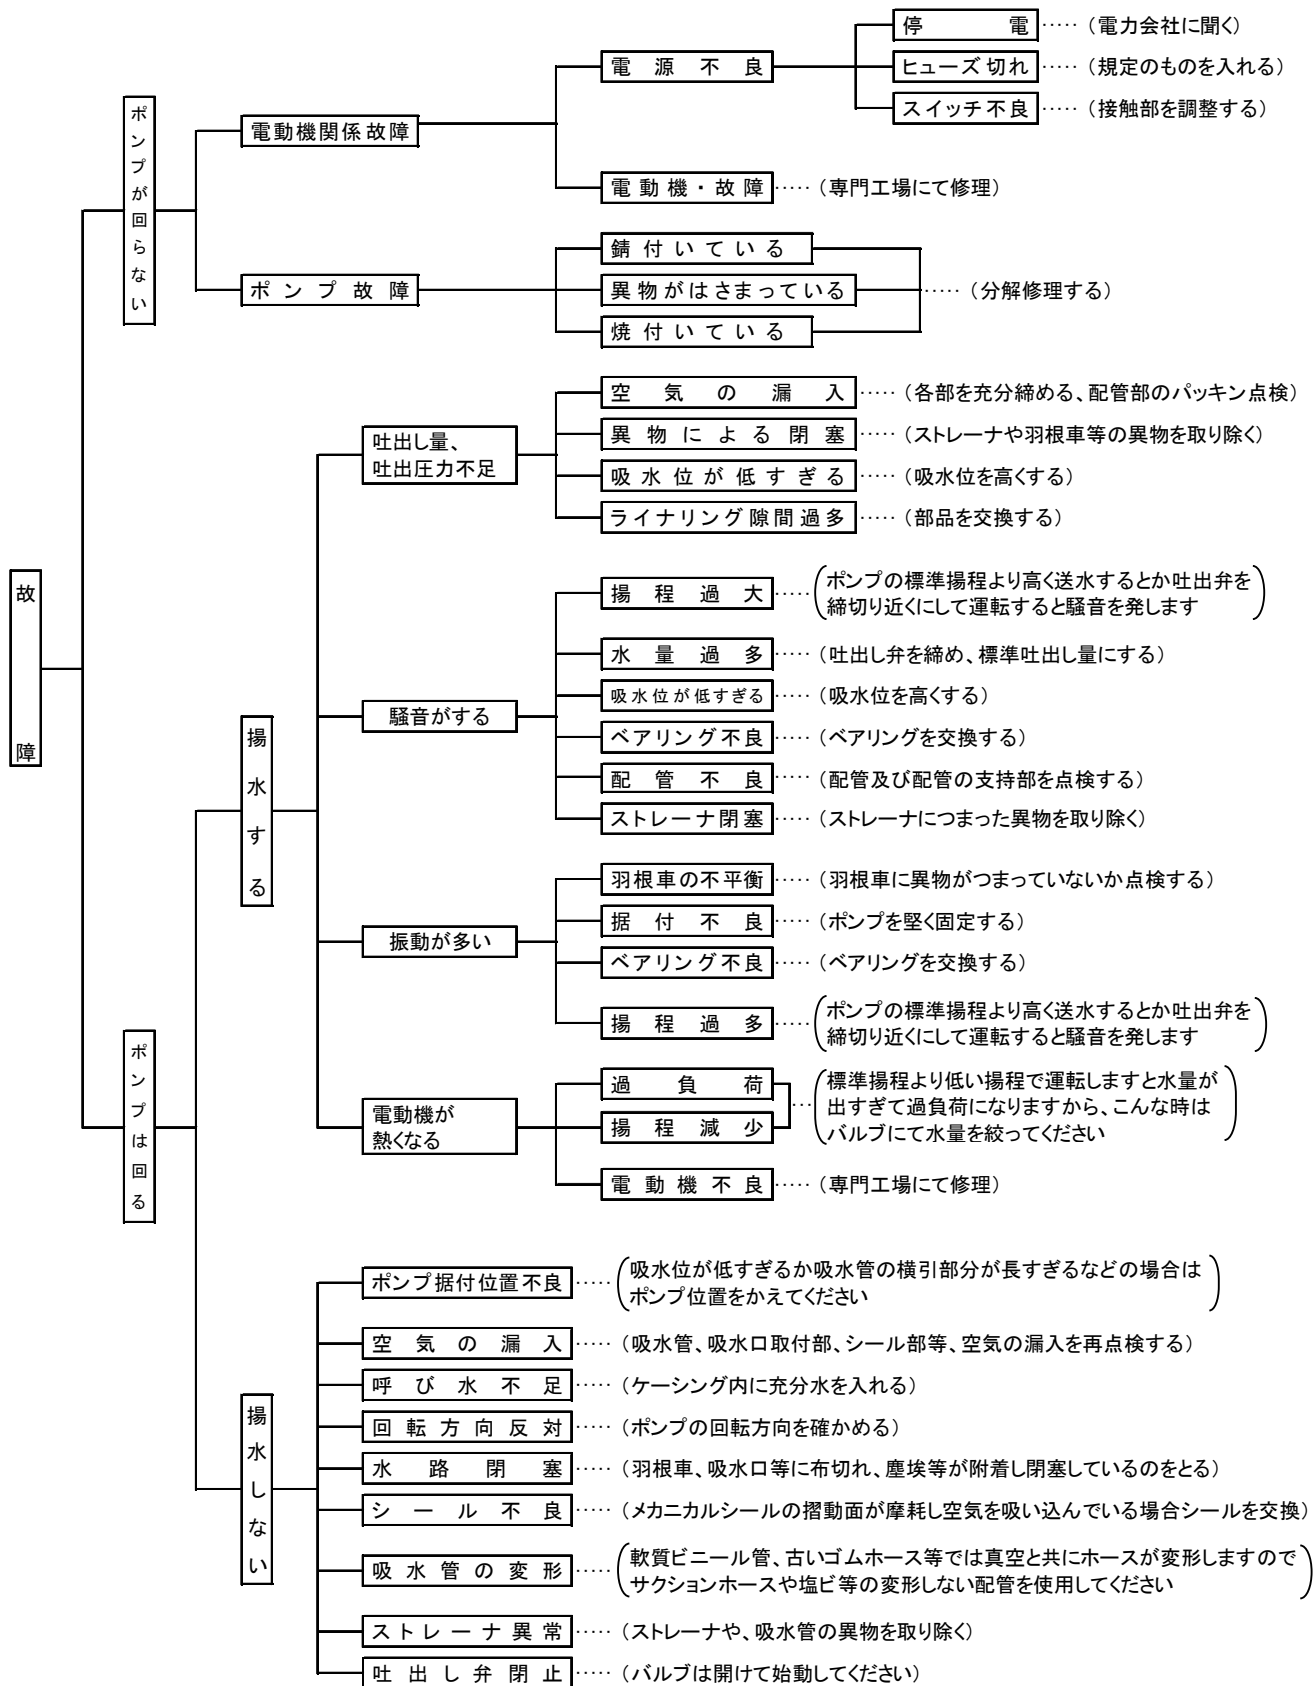 故障
ポンプが回らない
電動機関係故障
電源不良
停電‥‥‥（電力会社に聞く）
ヒューズ切れ‥‥‥（規定のものを入れる）
スイッチ不良‥‥‥（接触部を調整する）
電動機・故障‥‥‥（専門工場にて修理）
ポンプ故障
錆付いている
異物がはさまっている
焼付いている
‥‥‥（分解修理する）
ポンプは回る
揚水する
吐出し量、
吐出圧力不足
空気の漏入‥‥‥（各部を充分締める、配管部のパッキン点検）
異物による閉塞‥‥‥（ストレーナや羽根車等の異物を取り除く）
吸水位が低すぎる‥‥‥（吸水位を高くする）
ライナリング隙間過多‥‥‥（部品を交換する）
騒音がする
揚程過大‥‥‥（ポンプの標準揚程より高く送水するとか吐出弁を
締切り近くにして運転すると騒音を発します）
水量過多‥‥‥（吐出し弁を締め、標準吐出し量にする）
吸水位が低すぎる‥‥‥（吸水位を高くする）
ベアリング不良‥‥‥（ベアリングを交換する）
配管不良‥‥‥（配管及び配管の支持部を点検する）
ストレーナ閉塞‥‥‥（ストレーナにつまった異物を取り除く）
振動が多い
羽根車の不平衡‥‥‥（羽根車に異物がつまっていないか点検する）
据付不良‥‥‥（ポンプを堅く固定する）
ベアリング不良‥‥‥（ベアリングを交換する）
揚程過多‥‥‥（ポンプの標準揚程より高く送水するとか吐出弁を
締切り近くにして運転すると騒音を発します）
電動機が
熱くなる
過負荷
揚程減少
‥‥（標準揚程より低い揚程で運転しますと水量が
出すぎて過負荷になりますから、こんな時は
バルブにて水量を絞ってください）
電動機不良‥‥‥（専門工場にて修理）
揚水しない
ポンプ据付位置不良‥‥‥（吸水位が低すぎるか吸水管の横引部分が長すぎるなどの場合は
ポンプ位置をかえてください）
空気の漏入‥‥‥（吸水管、吸水口取付部、シール部等、空気の漏入を再点検する）
呼び水不足‥‥‥（ケーシング内に充分水を入れる）
回転方向反対‥‥‥（ポンプの回転方向を確かめる）
水路閉塞‥‥‥（羽根車、吸水口等に布切れ、塵埃等が附着し閉塞しているのをとる）
シール不良‥‥‥（メカニカルシールの摺動面が摩耗し空気を吸い込んでいる場合シールを交換）
吸水管の変形‥‥‥（軟質ビニール管、古いゴムホース等では真空と共にホースが変形しますので
サクションホースや塩ビ等の変形しない配管を使用してください）
ストレーナ異常‥‥‥（ストレーナや、吸水管の異物を取り除く）
吐出し弁閉止‥‥‥（バルブは開けて始動してください）